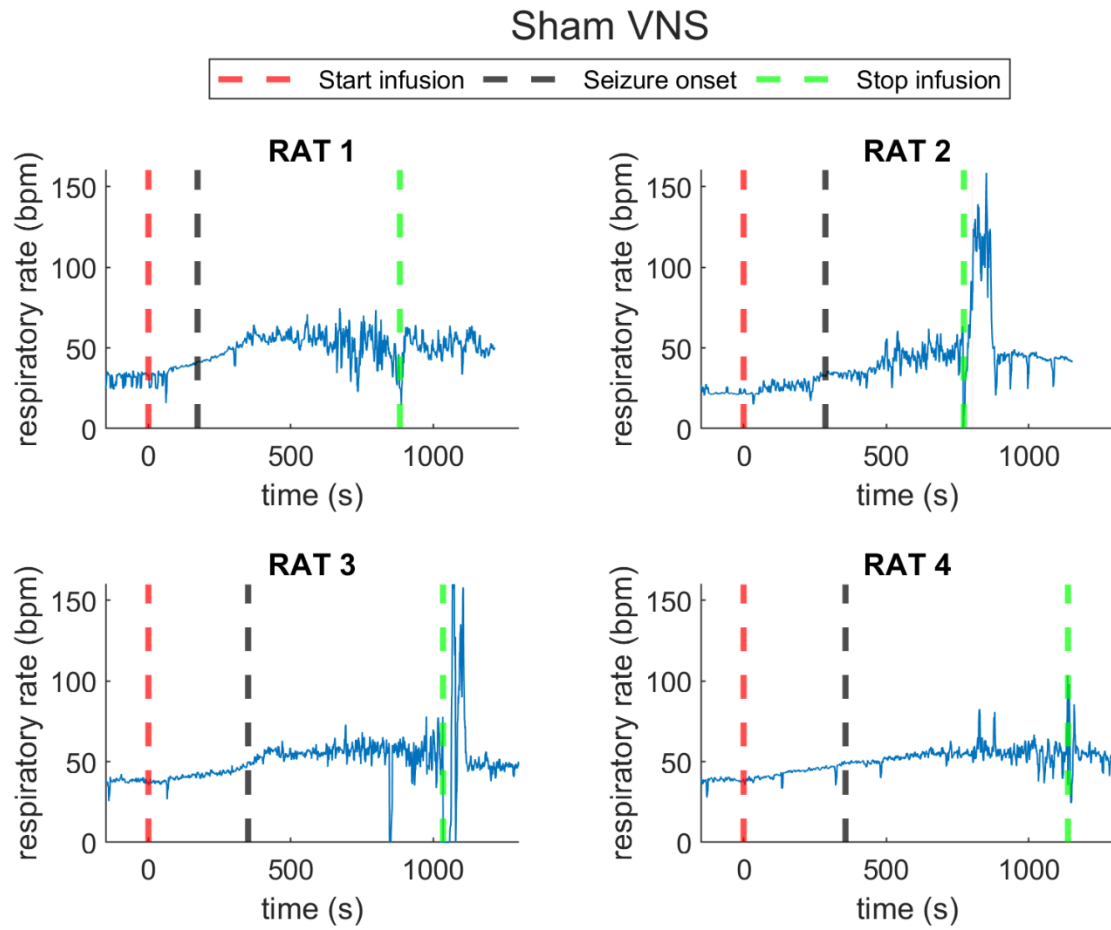 Sham VNS
Start infusion Seizure onset Stop infusion
RAT 1
respiratory rate (bpm)
150
100
50
0
0 500 1000
time (s)
RAT 2
respiratory rate (bpm)
150
100
50
0
0 500 1000
time (s)
RAT 3
respiratory rate (bpm)
150
100
50
0
0 500 1000
time (s)
RAT 4
respiratory rate (bpm)
150
100
50
0
0 500 1000
time (s)